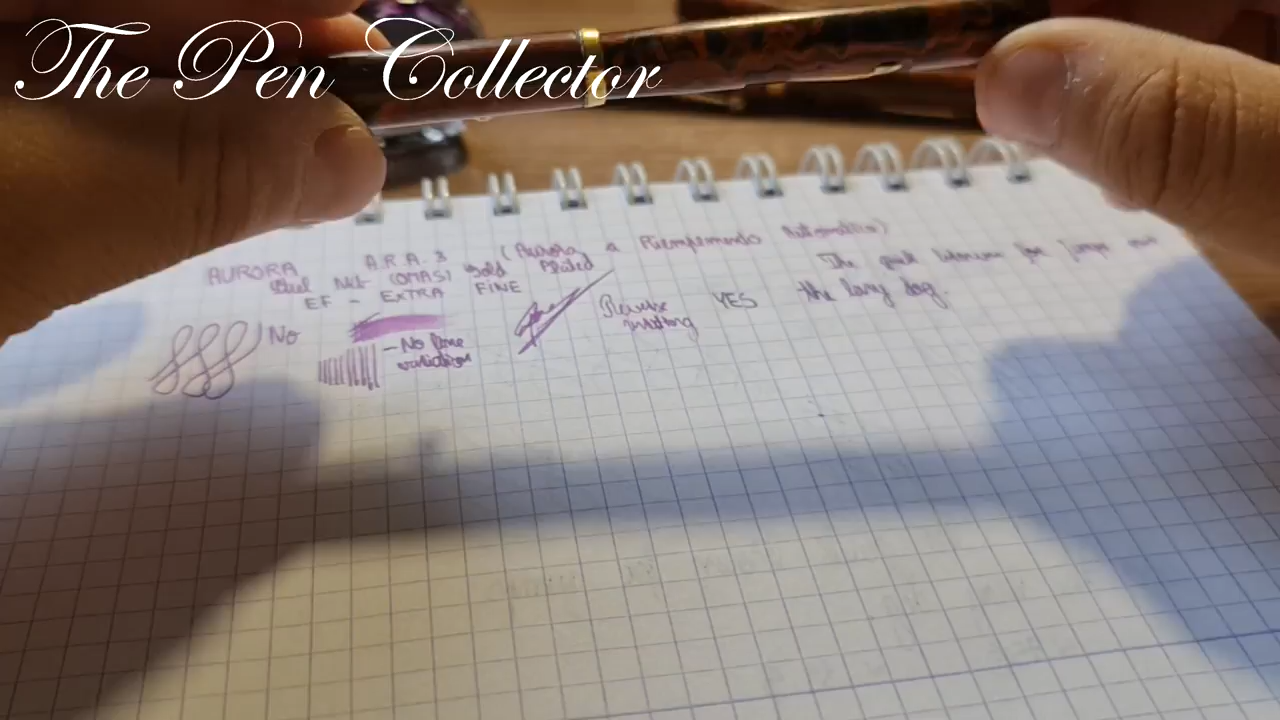 The Pen Collector
AURORA A.R.A. 3 (Aurora a Riempimento Automatico)
Steel Nib (OMAS) Gold Plated
EF - EXTRA FINE
No
- No line
variation
Reverse
writting
YES
The quick brown fox jumps over
the lazy dog.